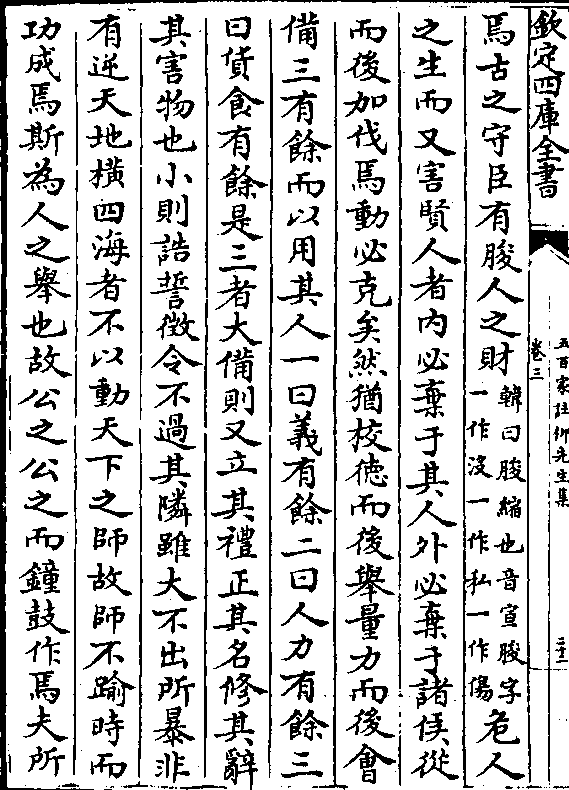 欽定四庫全書
五百家註柳先生集
卷三
二十二
焉古之守臣有朘人之財韓曰朘縮也音宣朘字一作沒一作私一作傷危人
之生而又害賢人者内必棄于其人外必棄于諸侯從
而後加伐焉動必克矣然猶校德而後舉量力而後會
備三有餘而以用其人一曰義有餘二曰人力有餘三
曰貨食有餘是三者大備則又立其禮正其名修其辭
其害物也小則誥誓徵令不過其隣雖大不出所暴非
有逆天地橫四海者不以動天下之師故師不踰時而
功成焉斯為人之舉也故公之公之而鐘鼓作焉夫所